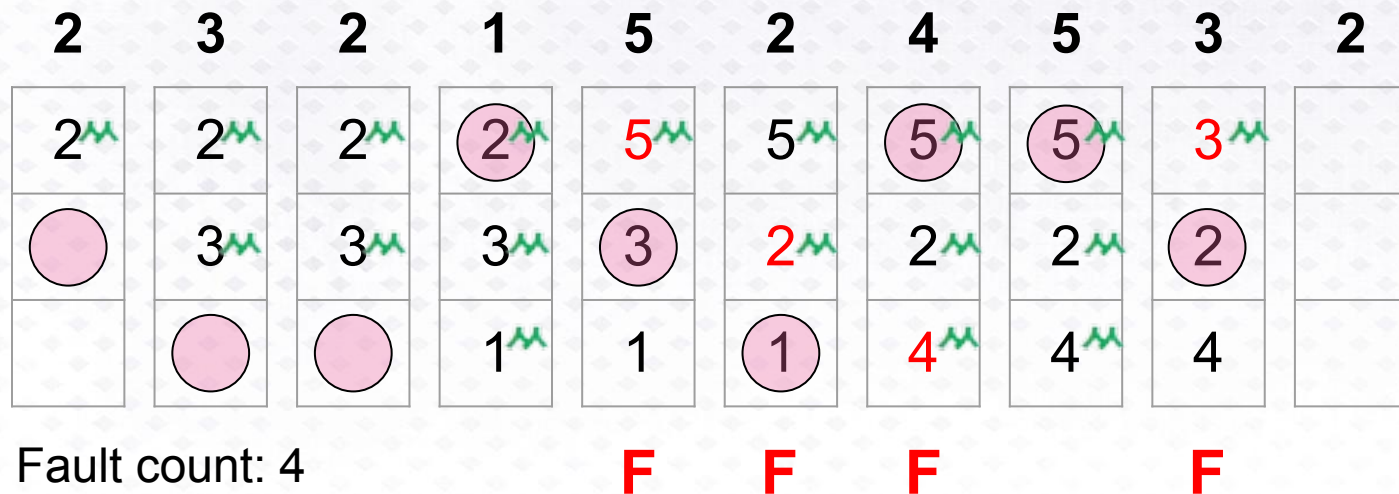 2 3 2 1 5 2 4 5 3 2
2 2 2 2 5 5 5 5 3
3 3 3 3 2 2 2 2
1 1 1 4 4 4
Fault count: 4 F F F F